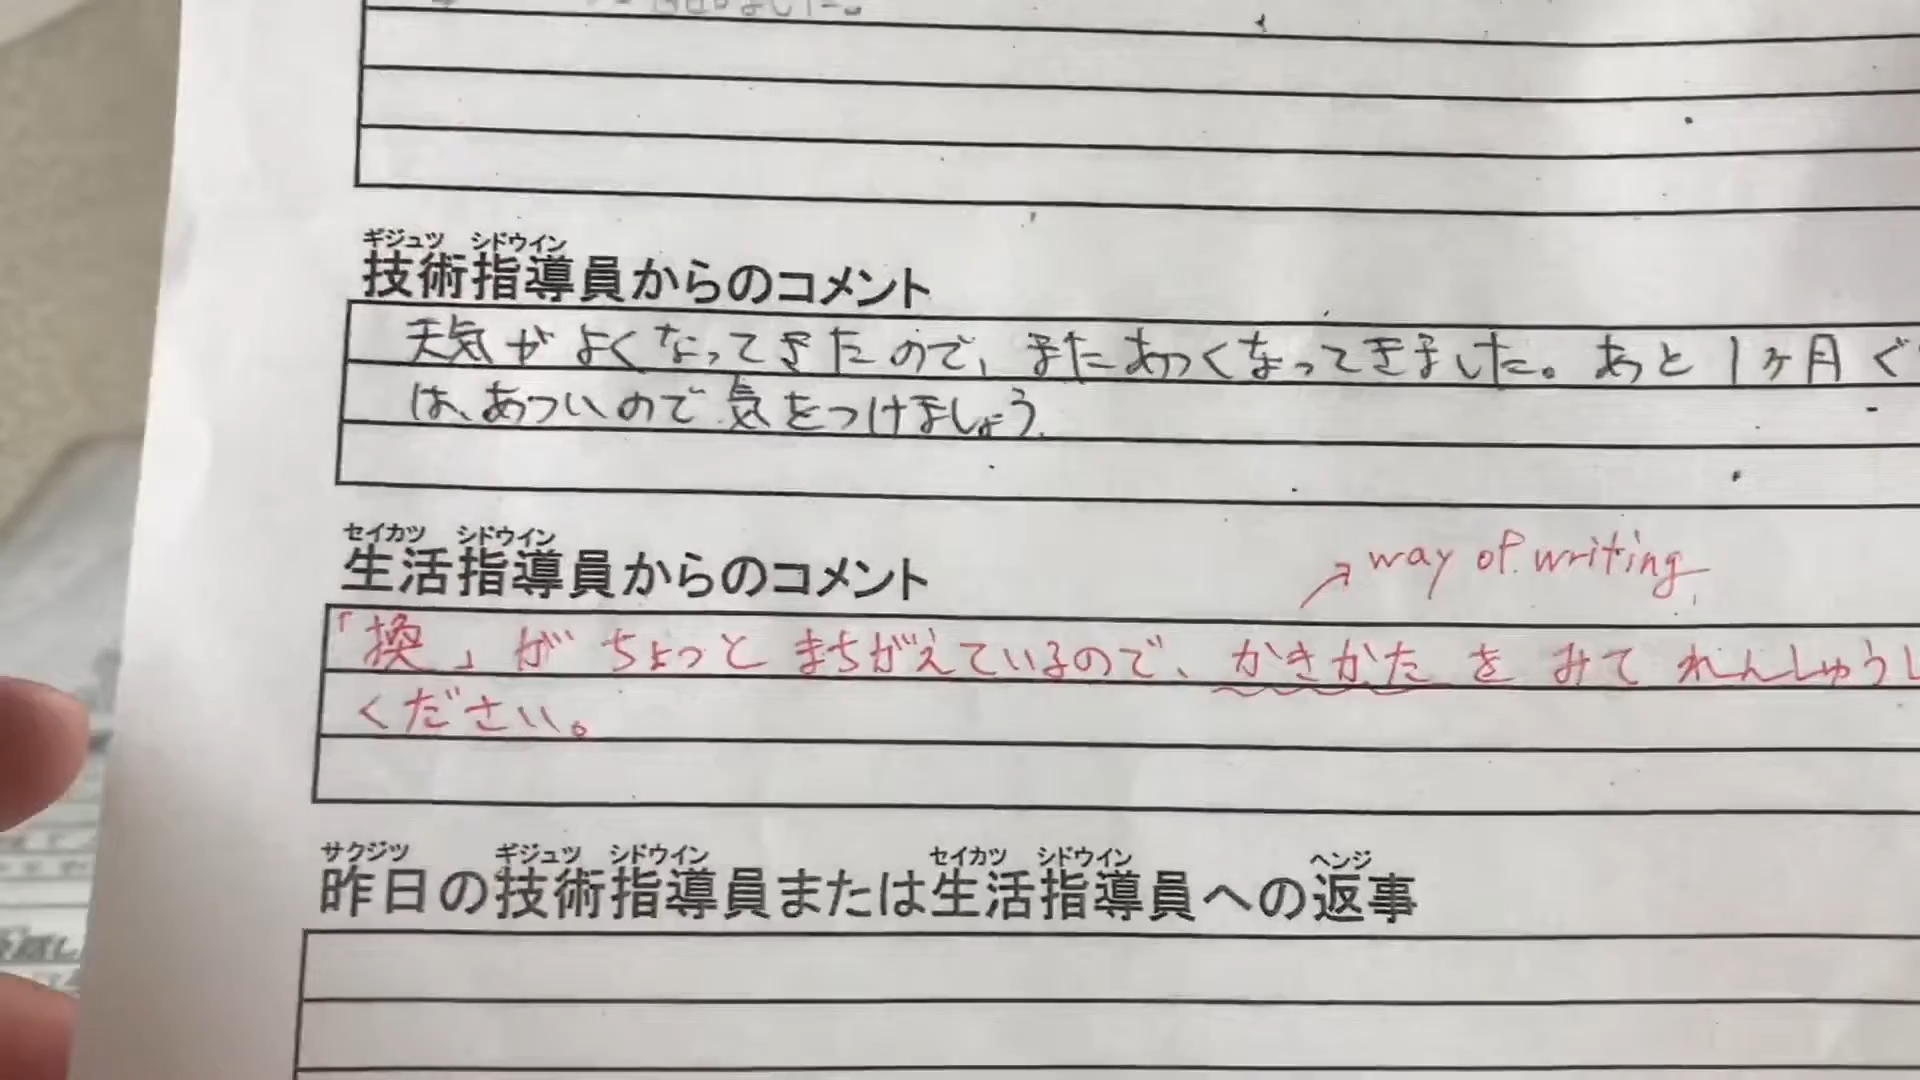 ギジュツ シドウイン
技術指導員からのコメント
天気がよくなってきたので、またあつくなってきました。あと1ヶ月ぐ
は、あついので気をつけましょう。
セイカツ シドウイン
生活指導員からのコメント
way of writing
「換」がちょっとまちがえているので、かきかたをみてれんしゅうし
ください。
サクジツ ギジュツ シドウイン セイカツ シドウイン ヘンジ
昨日の技術指導員または生活指導員への返事